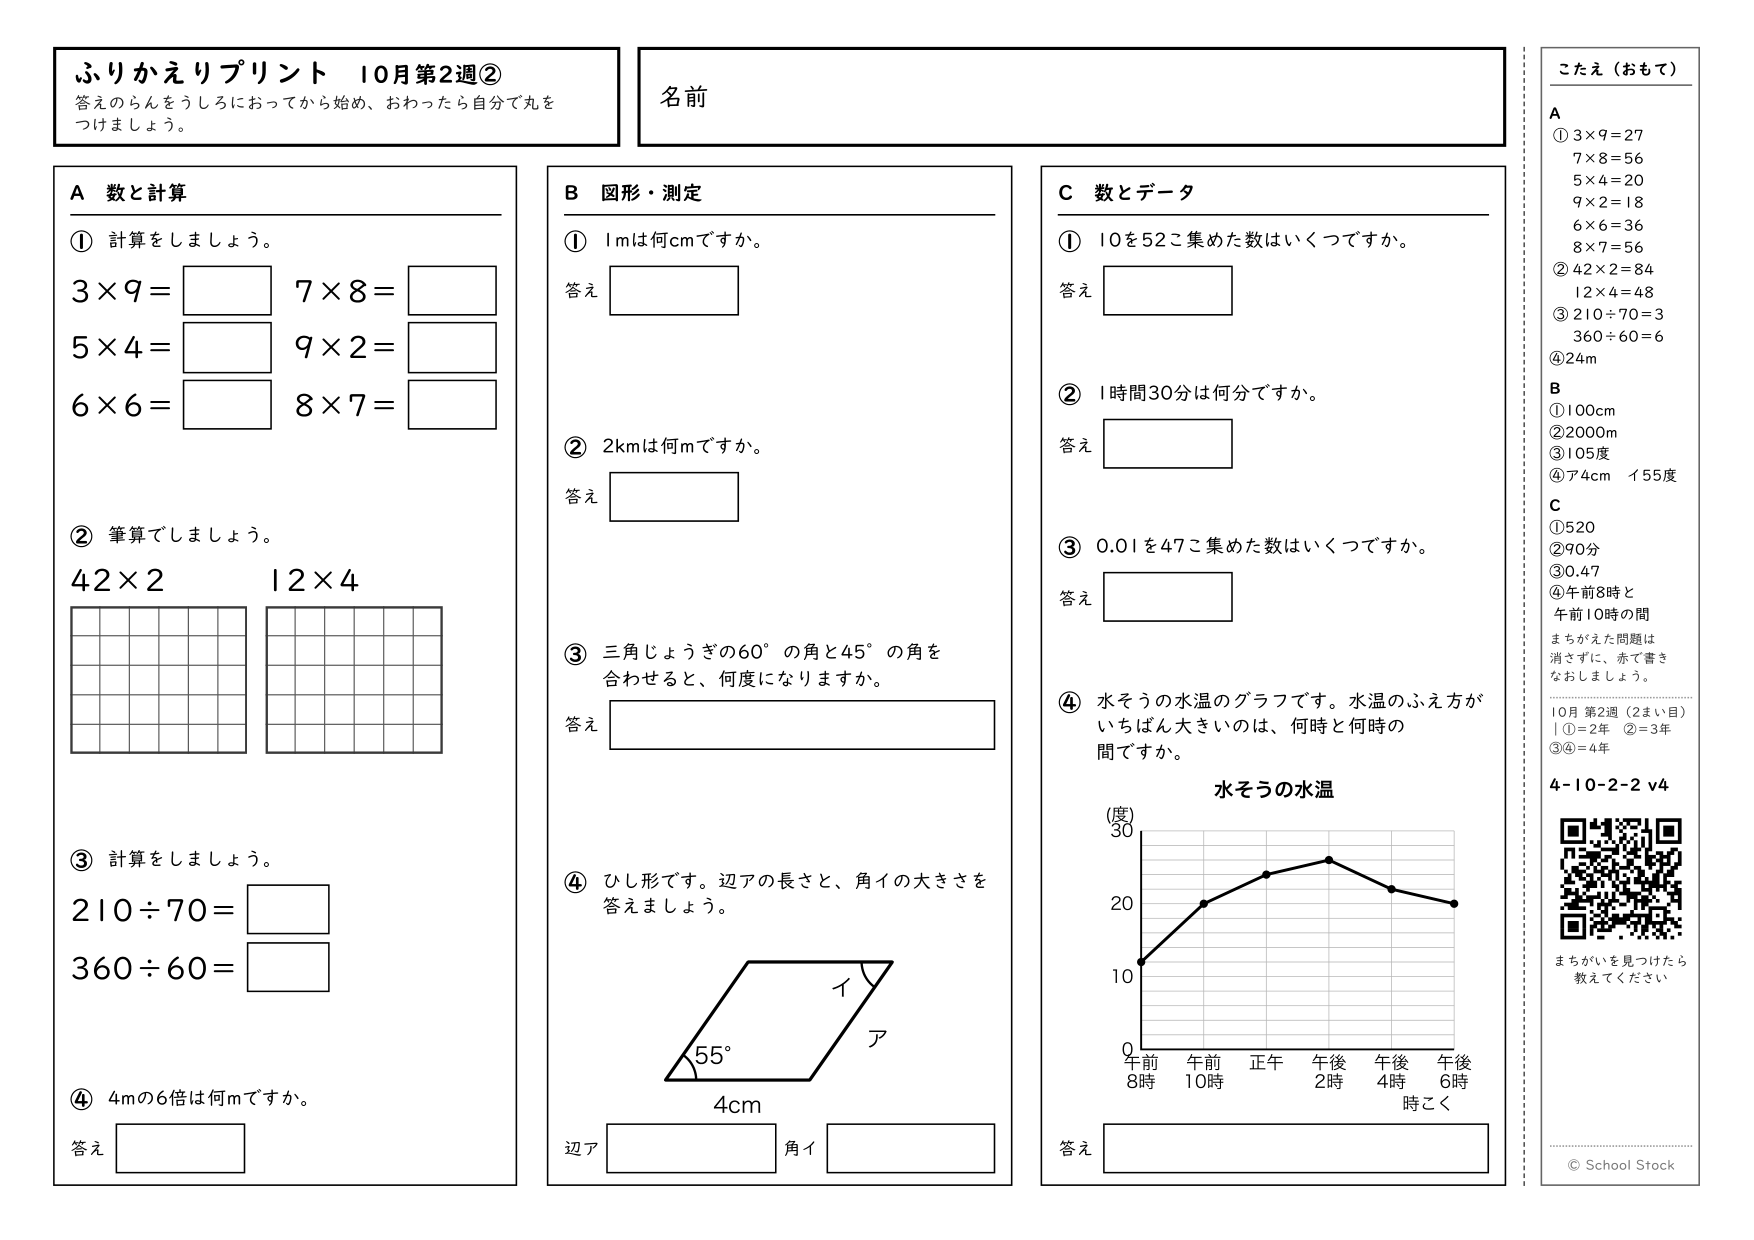 ふりかえりプリント　10月第2週②
答えのらんをうしろにおってから始め、おわったら自分で丸を
つけましょう。
名前
A　数と計算
① 計算をしましょう。
3×9＝　7×8＝
5×4＝　9×2＝
6×6＝　8×7＝
② 筆算でしましょう。
42×2　12×4
③ 計算をしましょう。
210÷70＝
360÷60＝
④ 4mの6倍は何mですか。
答え
B　図形・測定
① 1mは何cmですか。
答え
② 2kmは何mですか。
答え
③ 三角じょうぎの60°の角と45°の角を
合わせると、何度になりますか。
答え
④ ひし形です。辺アの長さと、角イの大きさを
答えましょう。
イ
ア
55°
4cm
辺ア　角イ
C　数とデータ
① 10を52こ集めた数はいくつですか。
答え
② 1時間30分は何分ですか。
答え
③ 0.01を47こ集めた数はいくつですか。
答え
④ 水そうの水温のグラフです。水温のふえ方が
いちばん大きいのは、何時と何時の
間ですか。
水そうの水温
(度)
30
20
10
0
午前 午前 正午 午後 午後 午後
8時 10時 2時 4時 6時
時こく
答え
こたえ（おもて）
A
① 3×9＝27
7×8＝56
5×4＝20
9×2＝18
6×6＝36
8×7＝56
② 42×2＝84
12×4＝48
③ 210÷70＝3
360÷60＝6
④24m
B
①100cm
②2000m
③105度
④ア4cm　イ55度
C
①520
②90分
③0.47
④午前8時と
午前10時の間
まちがえた問題は
消さずに、赤で書き
なおしましょう。
10月 第2週（2まい目）
｜①＝2年　②＝3年
③④＝4年
4-10-2-2 v4
まちがいを見つけたら
教えてください
© School Stock